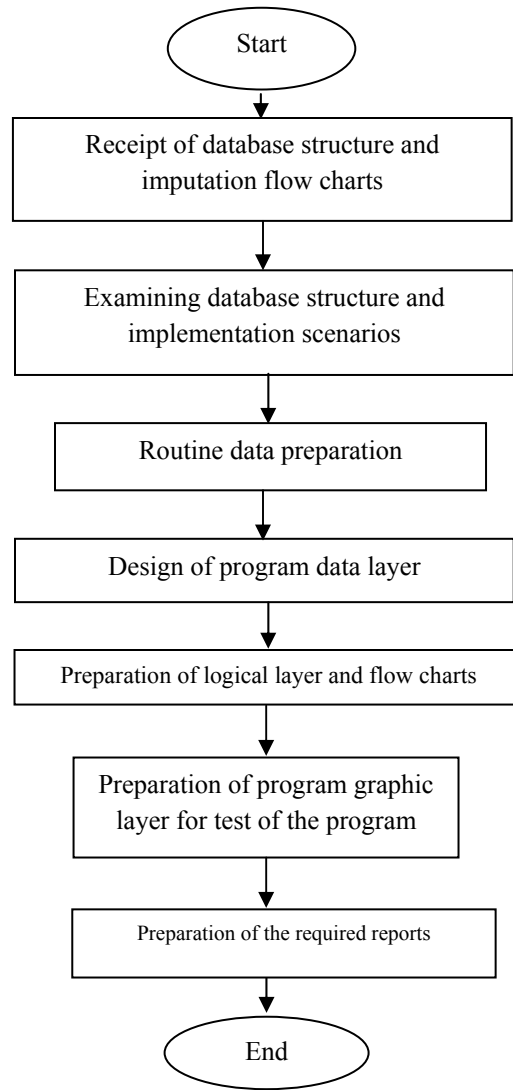 Start
Receipt of database structure and
imputation flow charts
Examining database structure and
implementation scenarios
Routine data preparation
Design of program data layer
Preparation of logical layer and flow charts
Preparation of program graphic
layer for test of the program
Preparation of the required reports
End